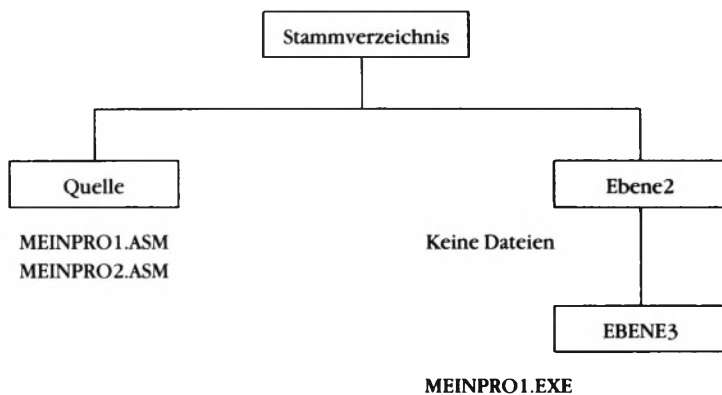 Stammverzeichnis
Quelle
Ebene2
MEINPRO1.ASM
Keine Dateien
MEINPRO2.ASM
EBENE3
MEINPRO1.EXE